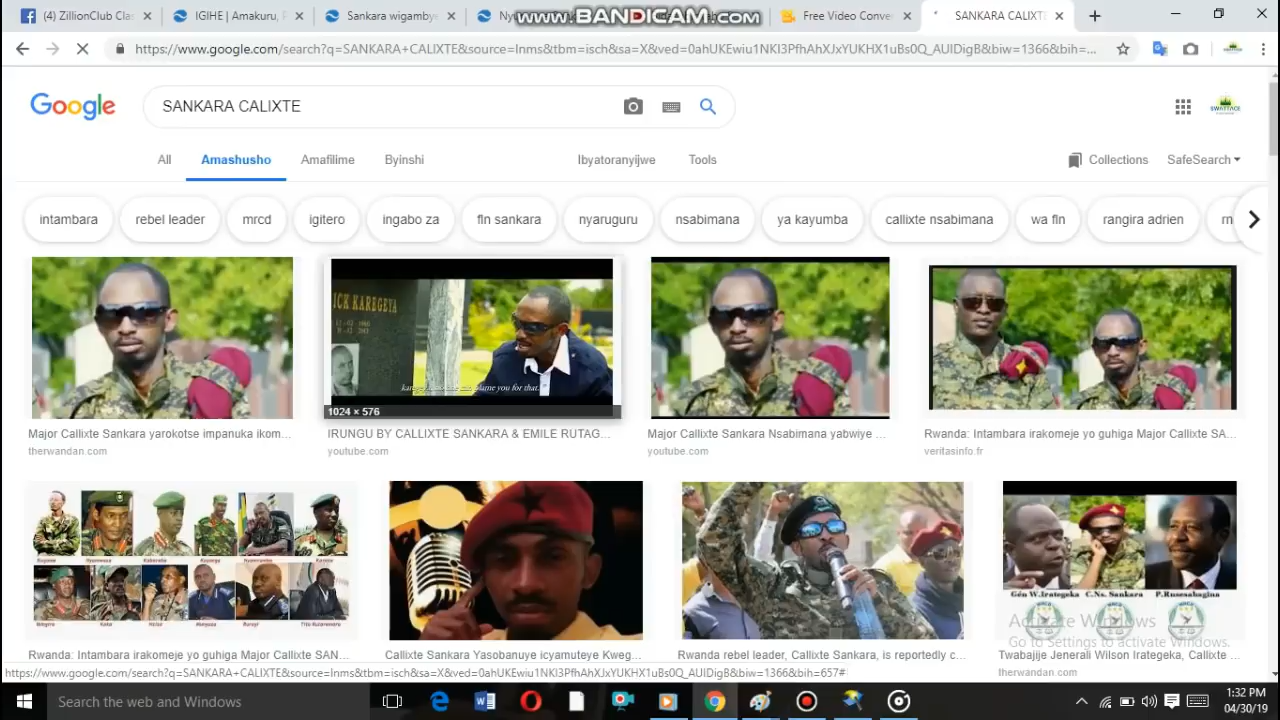 (4) ZillionClub Clas
IGIHE | Amakuru, P
Sankara wigamby
Nyu
www.BANDICAM.com
Free Video Conver
SANKARA CALIXTE
https://www.google.com/search?q=SANKARA+CALIXTE&source=lnms&tbm=isch&sa=X&ved=0ahUKEwiu1NKI3PfhAhXJxYUKHX1uBs0Q_AUIDigB&biw=1366&bih=...
Google
SANKARA CALIXTE
SWATTACE
All
Amashusho
Amafilime
Byinshi
Ibyatoranyijwe
Tools
Collections
SafeSearch
intambara
rebel leader
mrcd
igitero
ingabo za
fln sankara
nyaruguru
nsabimana
ya kayumba
callixte nsabimana
wa fln
rangira adrien
m
ICK KAREGEYA
1024 × 576
Major Callixte Sankara yarokotse impanuka ikom...
therwandan.com
IRUNGU BY CALLIXTE SANKARA & EMILE RUTAG...
youtube.com
Major Callixte Sankara Nsabimana yabwiye ...
youtube.com
Rwanda: Intambara irakomeje yo guhiga Major Callixte SA...
veritasinfo.fr
Gén W.Irategeka
C.Ns. Sankara
P.Rusesabagina
Activate Windows
Go to Settings to activate Windows.
Rwanda: Intambara irakomeje yo guhiga Major Callixte SAN...
Callixte Sankara Yasobanuye icyamuteye Kweg...
Rwanda rebel leader, Callixte Sankara, is reportedly c...
Twabajije Jenerali Wilson Irategeka, Callixte ...
therwandan.com
https://www.google.com/search?q=SANKARA+CALIXTE&source=lnms&tbm=isch&sa=X&ved=0ahUKEwiu1NKI3PfhAhXJxYUKHX1uBs0Q_AUIDigB&biw=1366&bih=657#
Search the web and Windows
1:32 PM
04/30/19